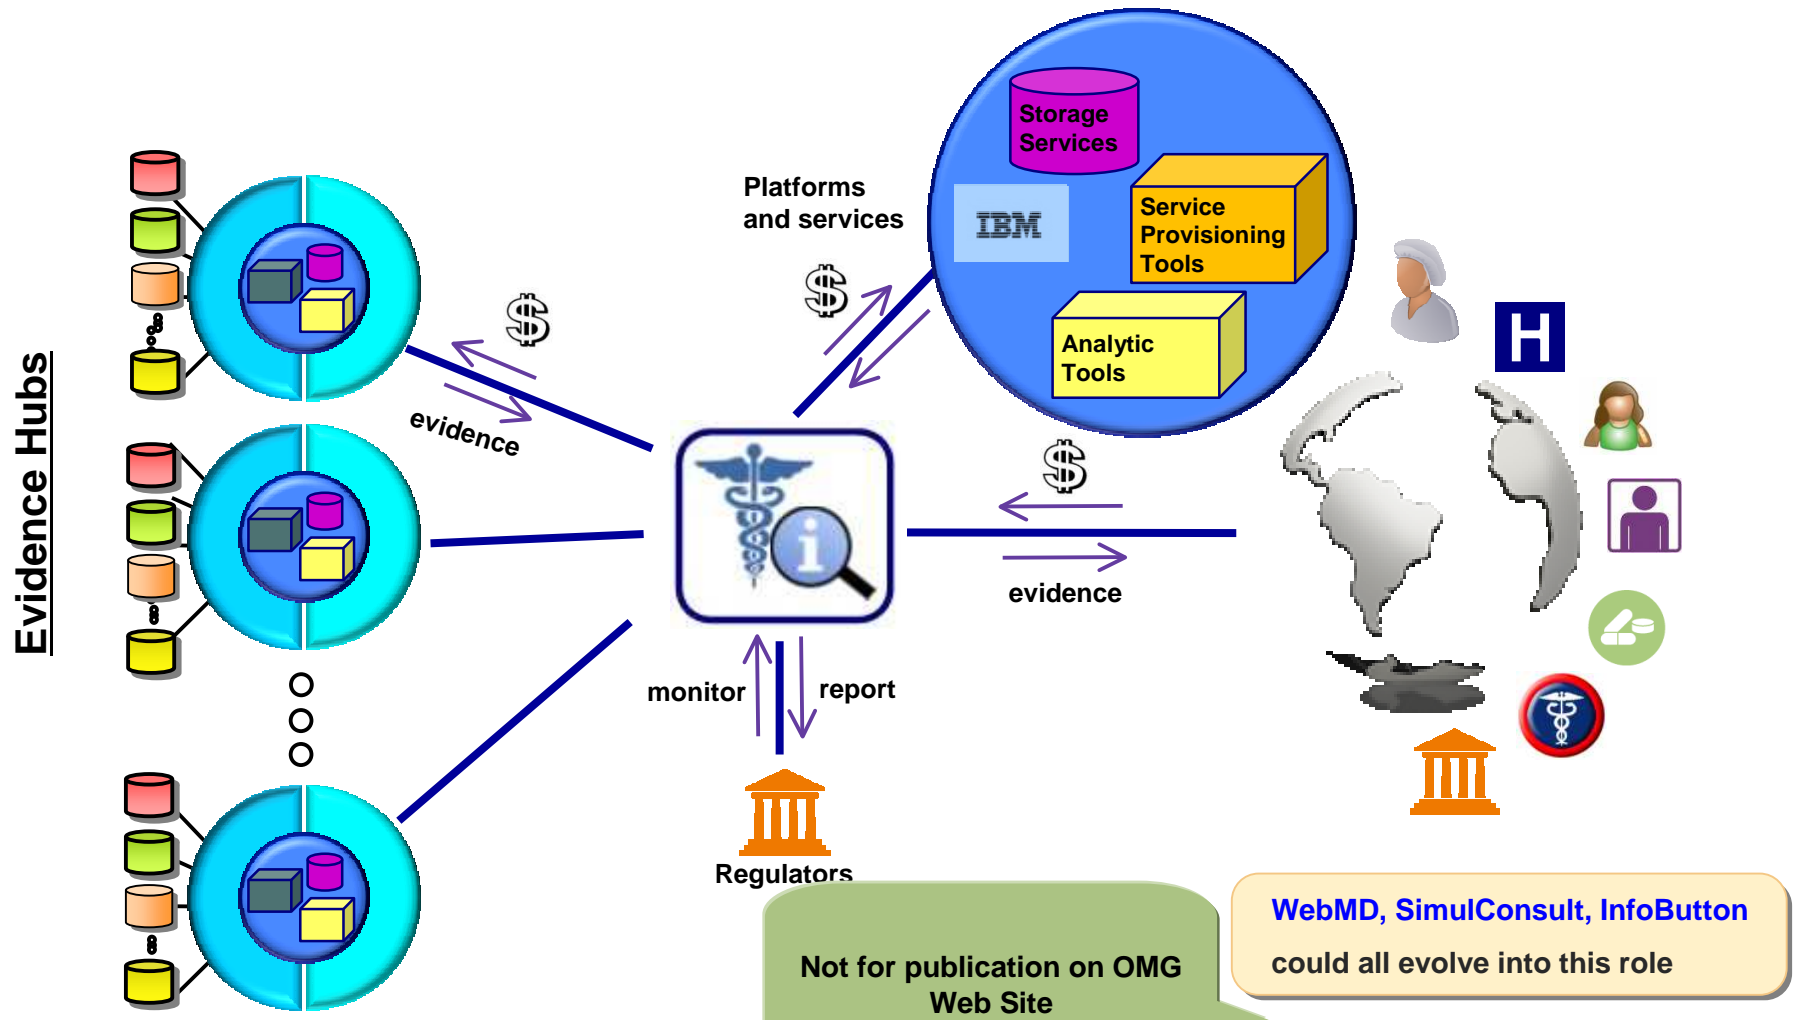 Evidence Hubs
Platforms
and services
Storage
Services
IBM
Service
Provisioning
Tools
Analytic
Tools
$
$
$
H
evidence
evidence
i
monitor
report
Regulators
Not for publication on OMG
Web Site
WebMD, SimulConsult, InfoButton
could all evolve into this role